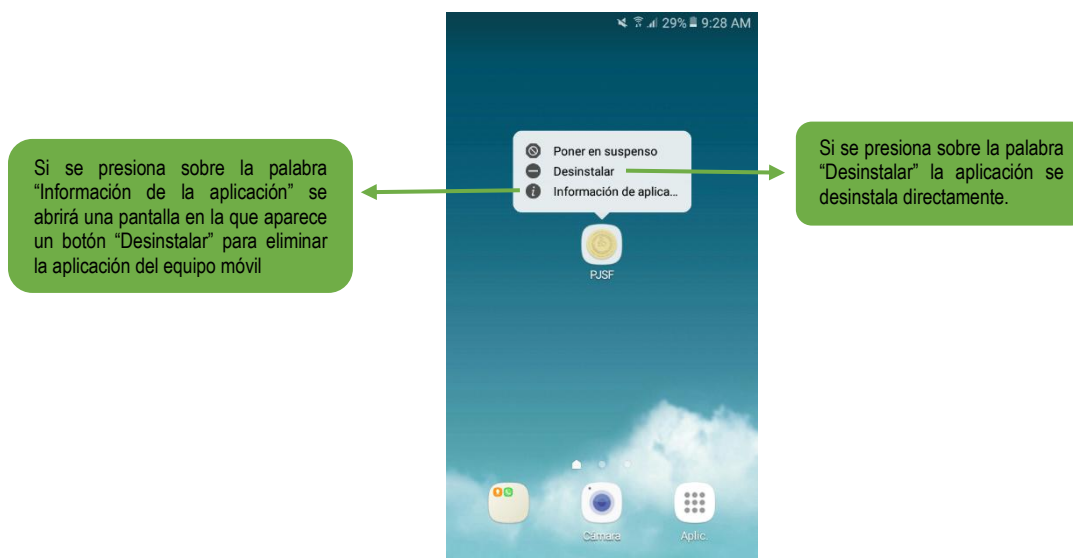 29% 9:28 AM
Si se presiona sobre la palabra
“Información de la aplicación” se
abrirá una pantalla en la que aparece
un botón “Desinstalar” para eliminar
la aplicación del equipo móvil
Poner en suspenso
Desinstalar
Información de aplica...
PJSF
Si se presiona sobre la palabra
“Desinstalar” la aplicación se
desinstala directamente.
Cámara
Aplic.